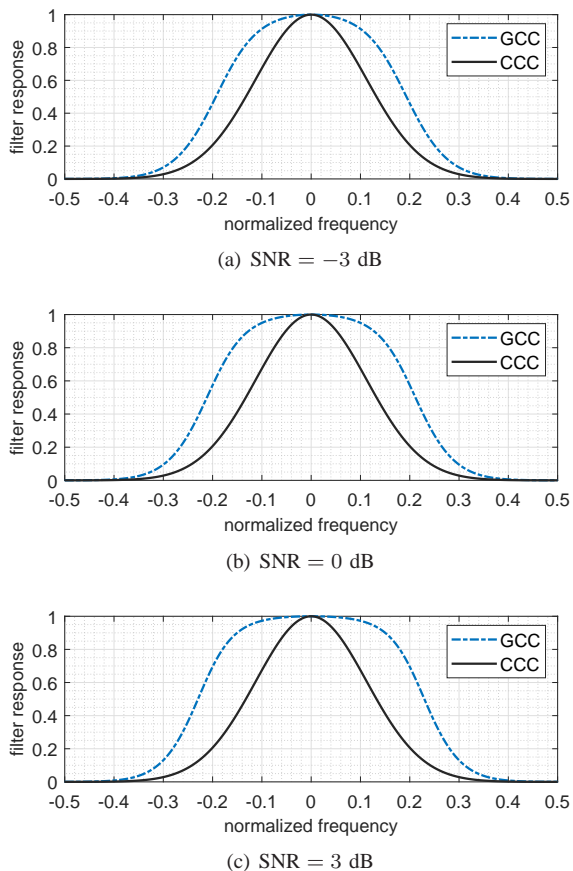 1
0.8
0.6
0.4
0.2
0
filter response
GCC
CCC
-0.5 -0.4 -0.3 -0.2 -0.1 0 0.1 0.2 0.3 0.4 0.5
normalized frequency
(a) SNR = −3 dB
1
0.8
0.6
0.4
0.2
0
filter response
GCC
CCC
-0.5 -0.4 -0.3 -0.2 -0.1 0 0.1 0.2 0.3 0.4 0.5
normalized frequency
(b) SNR = 0 dB
1
0.8
0.6
0.4
0.2
0
filter response
GCC
CCC
-0.5 -0.4 -0.3 -0.2 -0.1 0 0.1 0.2 0.3 0.4 0.5
normalized frequency
(c) SNR = 3 dB